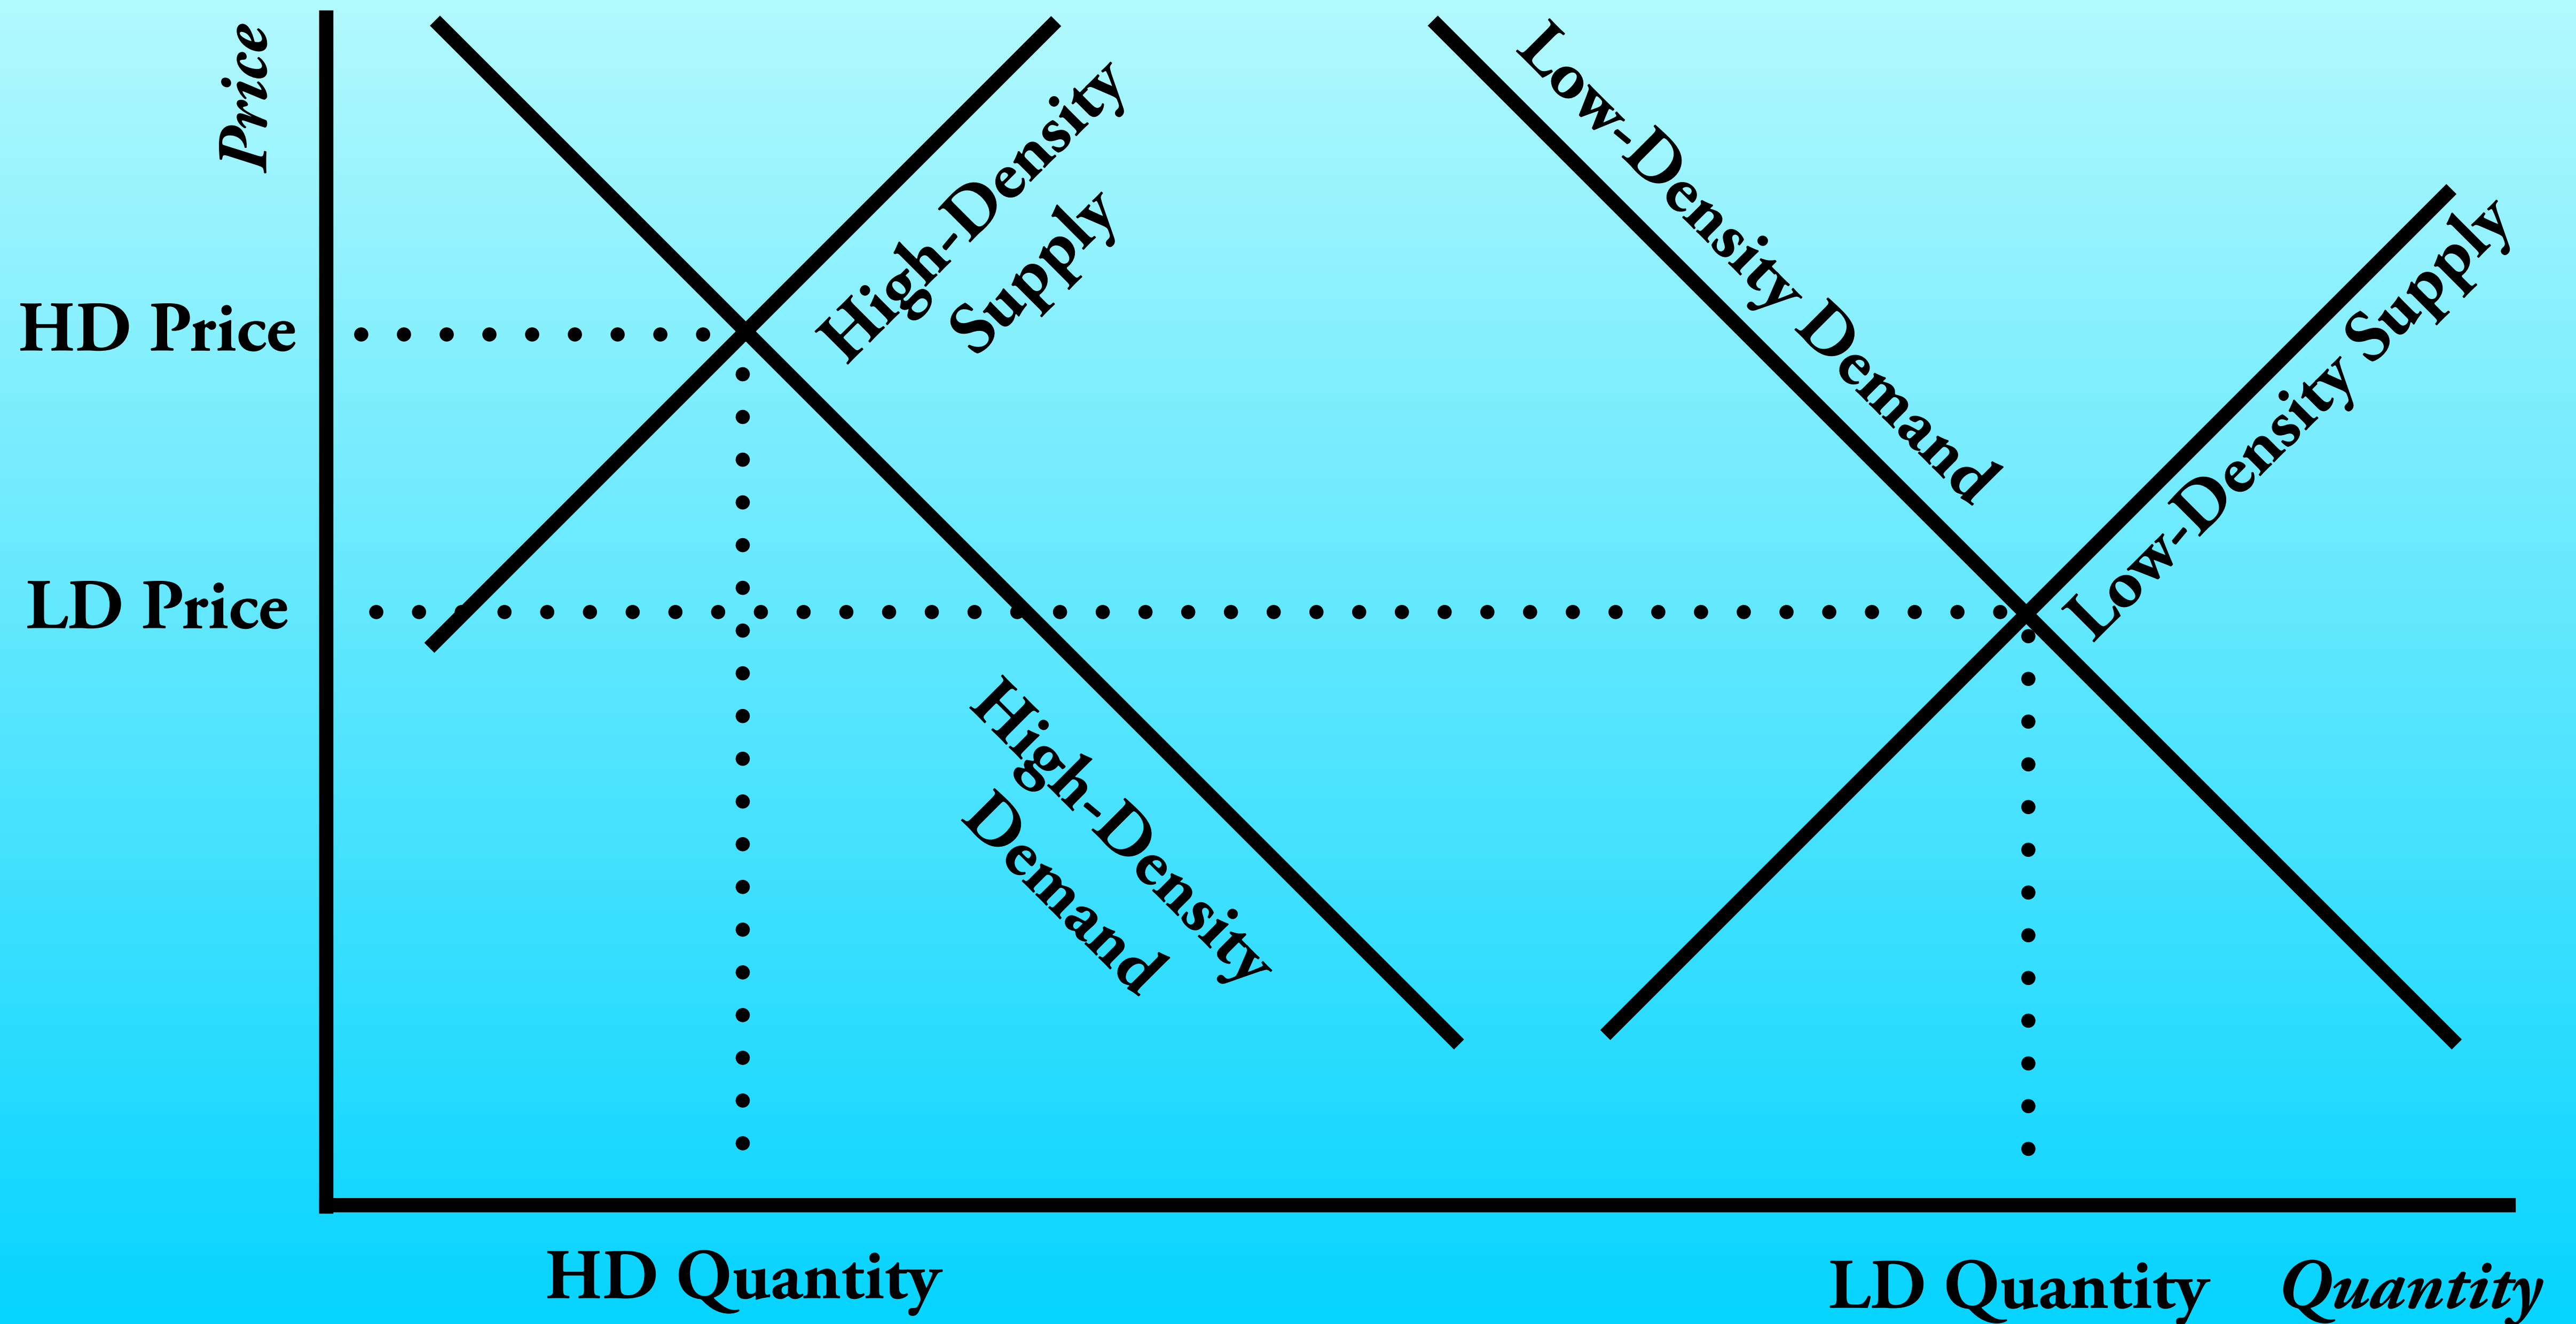 Price
High-Density
Supply
Low-Density Demand
Low-Density Supply
HD Price
LD Price
High-Density
Demand
HD Quantity
LD Quantity
Quantity